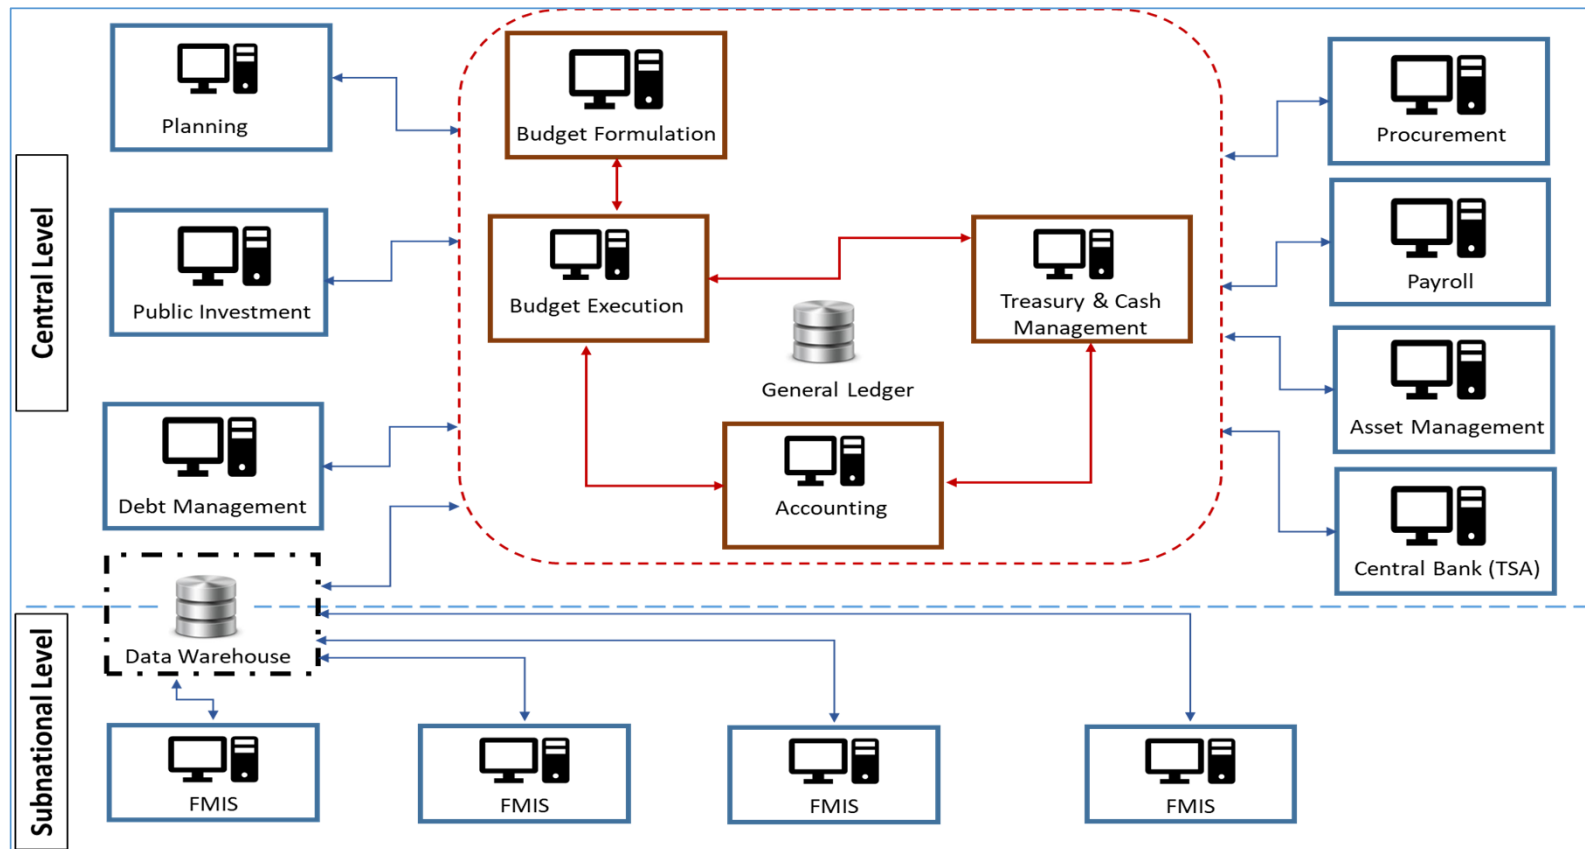 Central Level
Planning
Public Investment
Debt Management
Budget Formulation
Budget Execution
Treasury & Cash
Management
General Ledger
Accounting
Procurement
Payroll
Asset Management
Central Bank (TSA)
Data Warehouse
Subnational Level
FMIS
FMIS
FMIS
FMIS